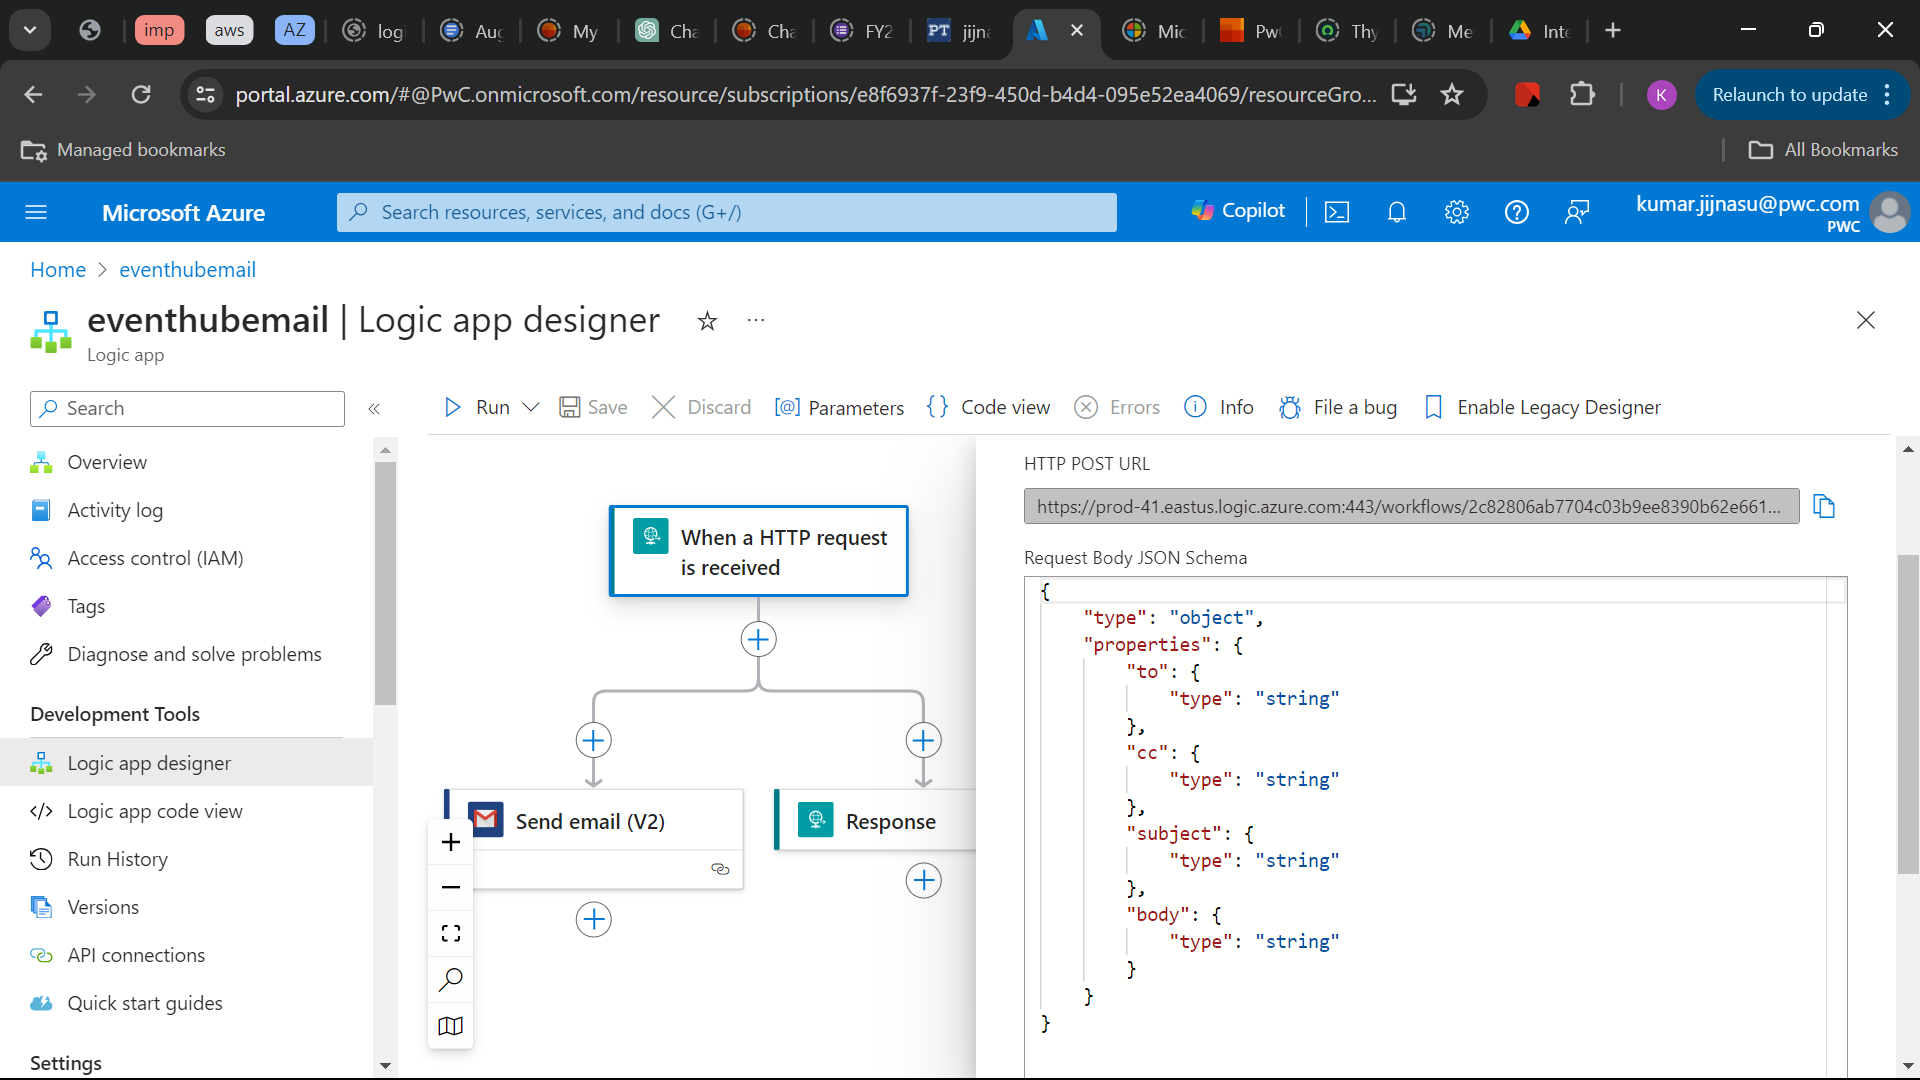 imp
aws
AZ
logi
Aug
My
Cha
Cha
FY2
PT
jijna
Mic
PwC
Thy
Me
Inte
portal.azure.com/#@PwC.onmicrosoft.com/resource/subscriptions/e8f6937f-23f9-450d-b4d4-095e52ea4069/resourceGro...
K
Relaunch to update
Managed bookmarks
All Bookmarks
Microsoft Azure
Search resources, services, and docs (G+/)
Copilot
kumar.jijnasu@pwc.com
PWC
Home > eventhubemail
eventhubemail | Logic app designer
...
Logic app
Search
Run
Save
Discard
Parameters
Code view
Errors
Info
File a bug
Enable Legacy Designer
Overview
Activity log
Access control (IAM)
Tags
Diagnose and solve problems
Development Tools
Logic app designer
Logic app code view
Run History
Versions
API connections
Quick start guides
Settings
When a HTTP request
is received
Send email (V2)
Response
HTTP POST URL
https://prod-41.eastus.logic.azure.com:443/workflows/2c82806ab7704c03b9ee8390b62e661...
Request Body JSON Schema
{
"type": "object",
"properties": {
"to": {
"type": "string"
},
"cc": {
"type": "string"
},
"subject": {
"type": "string"
},
"body": {
"type": "string"
}
}
}